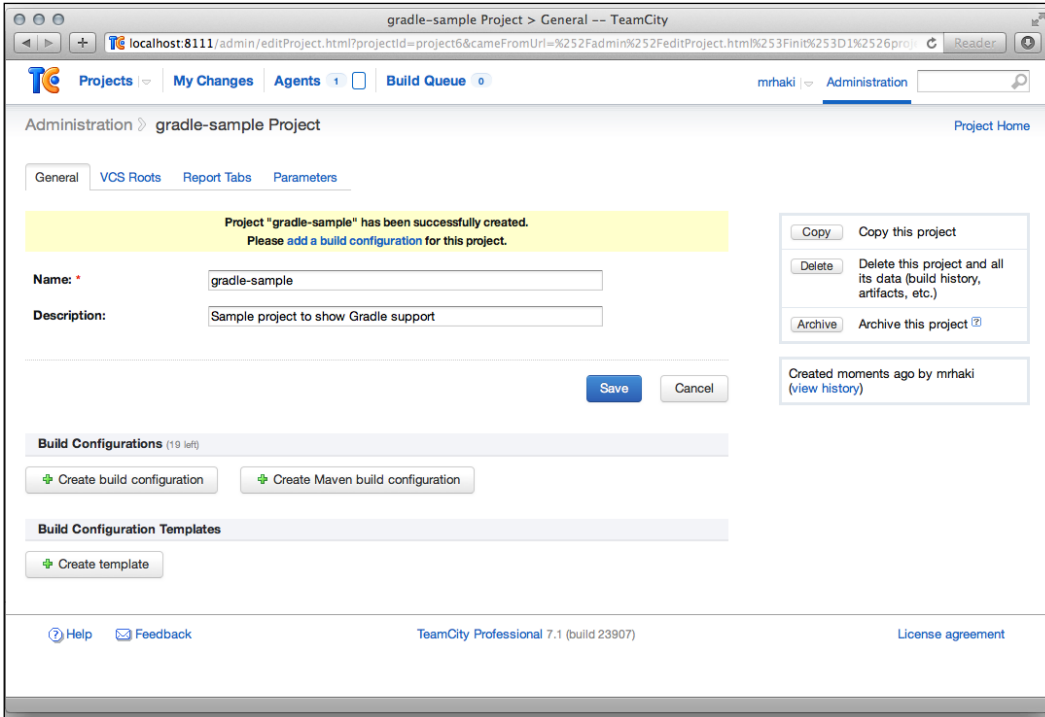 gradle-sample Project > General -- TeamCity
localhost:8111/admin/editProject.html?projectId=project6&cameFromUrl=%252Fadmin%252FeditProject.html%253Finit%253D1%2526proj
Reader
TC Projects My Changes Agents 1 Build Queue 0 mrhaki Administration
Administration gradle-sample Project Project Home
General VCS Roots Report Tabs Parameters
Project "gradle-sample" has been successfully created.
Please add a build configuration for this project.
Name: * gradle-sample
Description: Sample project to show Gradle support
Save Cancel
Copy Copy this project
Delete Delete this project and all
its data (build history,
artifacts, etc.)
Archive Archive this project ?
Created moments ago by mrhaki
(view history)
Build Configurations (19 left)
Create build configuration Create Maven build configuration
Build Configuration Templates
Create template
? Help Feedback TeamCity Professional 7.1 (build 23907) License agreement